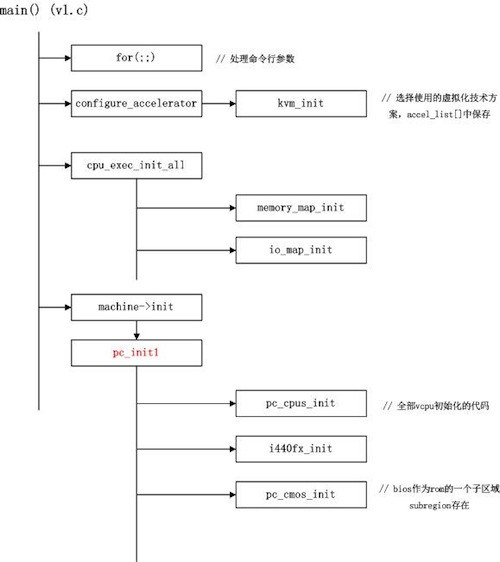 main() (vl.c)
for(;;)
// 处理命令行参数
configure_accelerator
kvm_init
// 选择使用的虚拟化技术方
案，accel_list[]中保存
cpu_exec_init_all
memory_map_init
io_map_init
machine->init
pc_init1
pc_cpus_init
// 全部vcpu初始化的代码
i440fx_init
pc_cmos_init
// bios作为rom的一个子区域
subregion存在